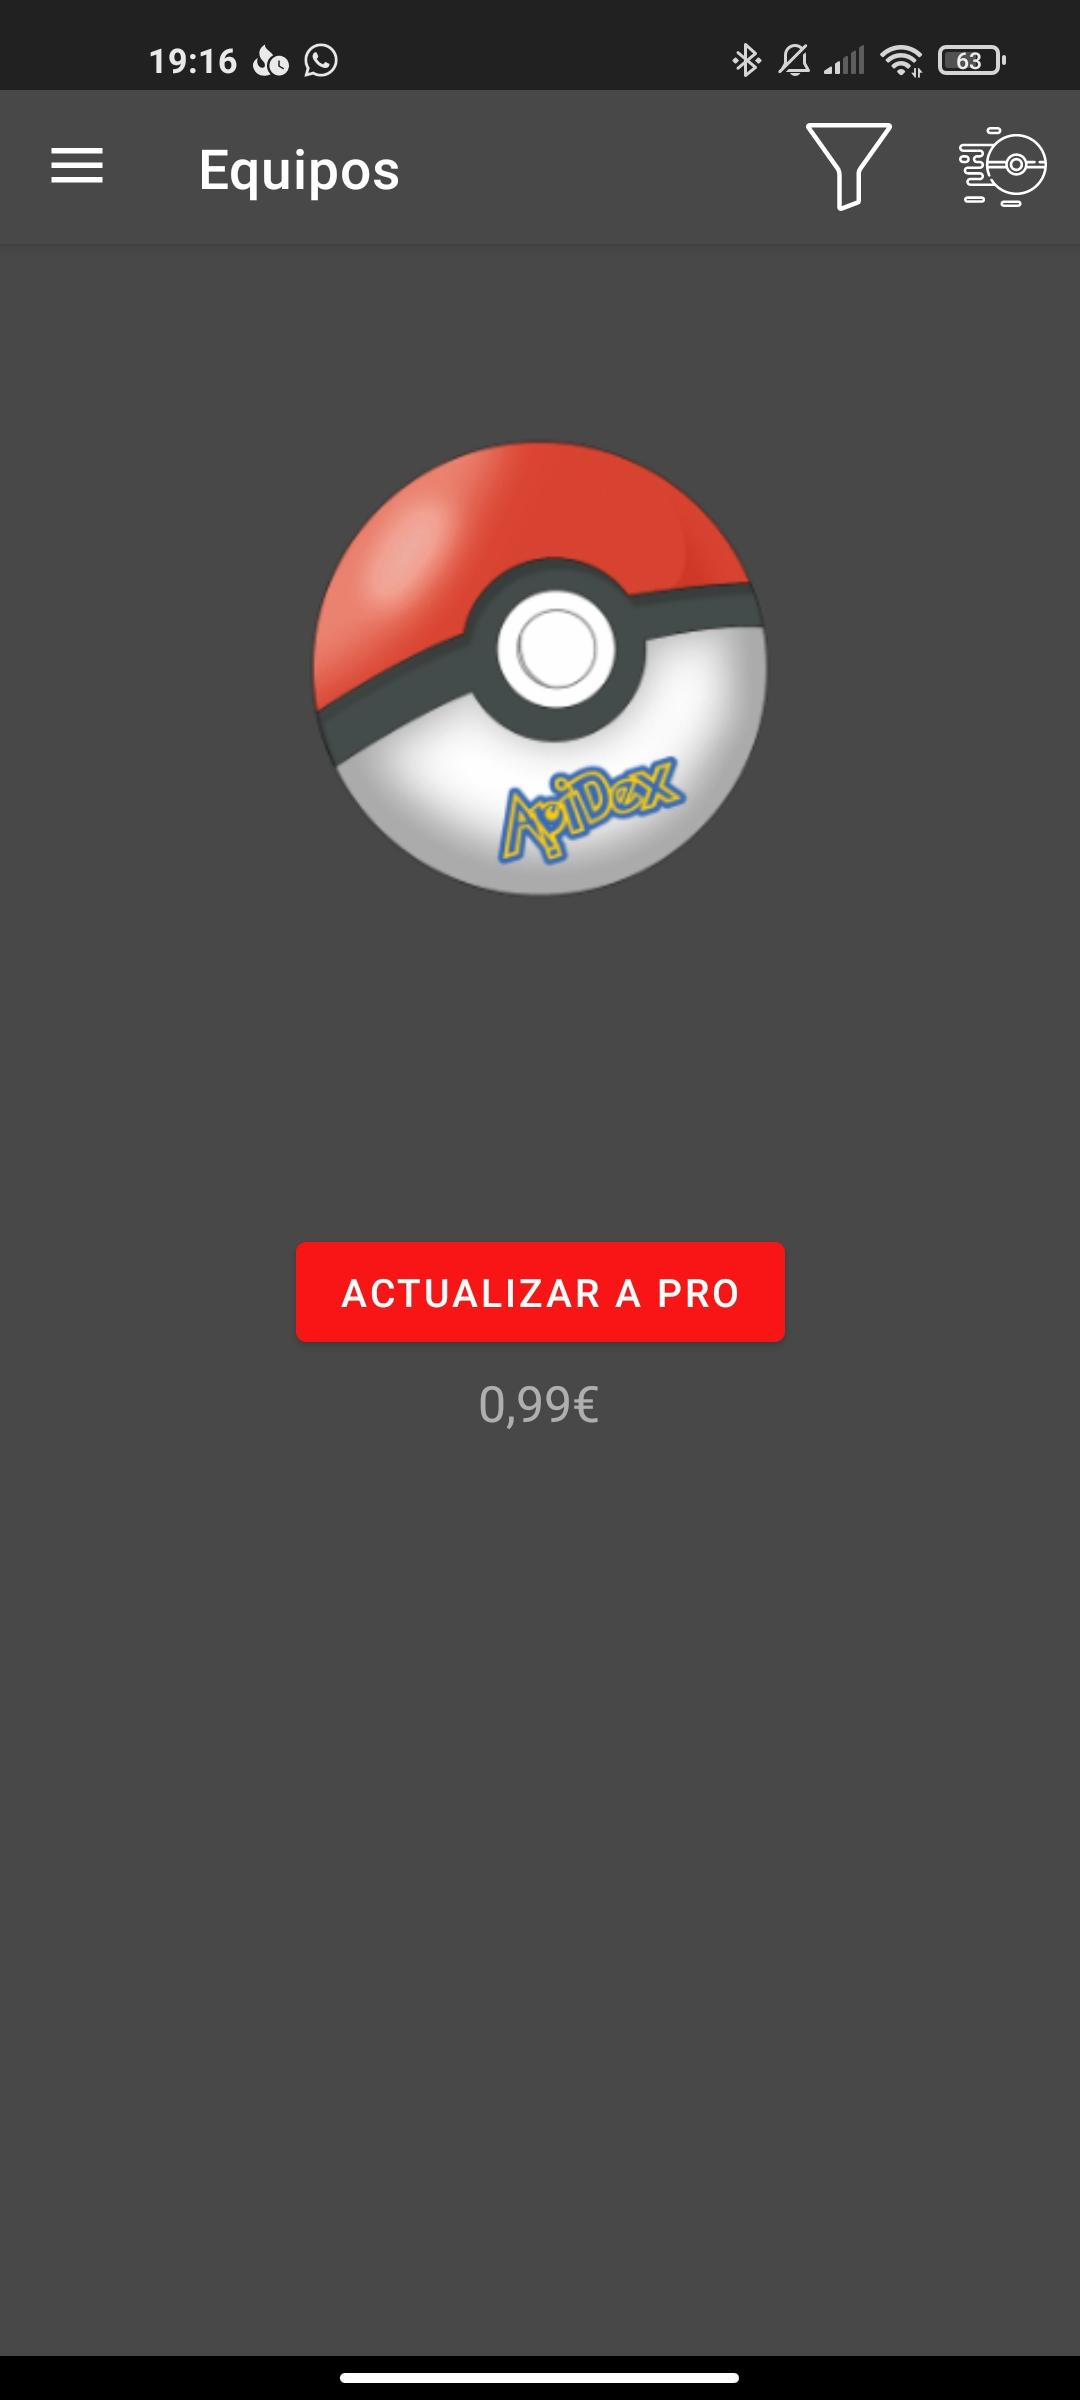 19:16
63
Equipos
ApiDex
ACTUALIZAR A PRO
0,99€